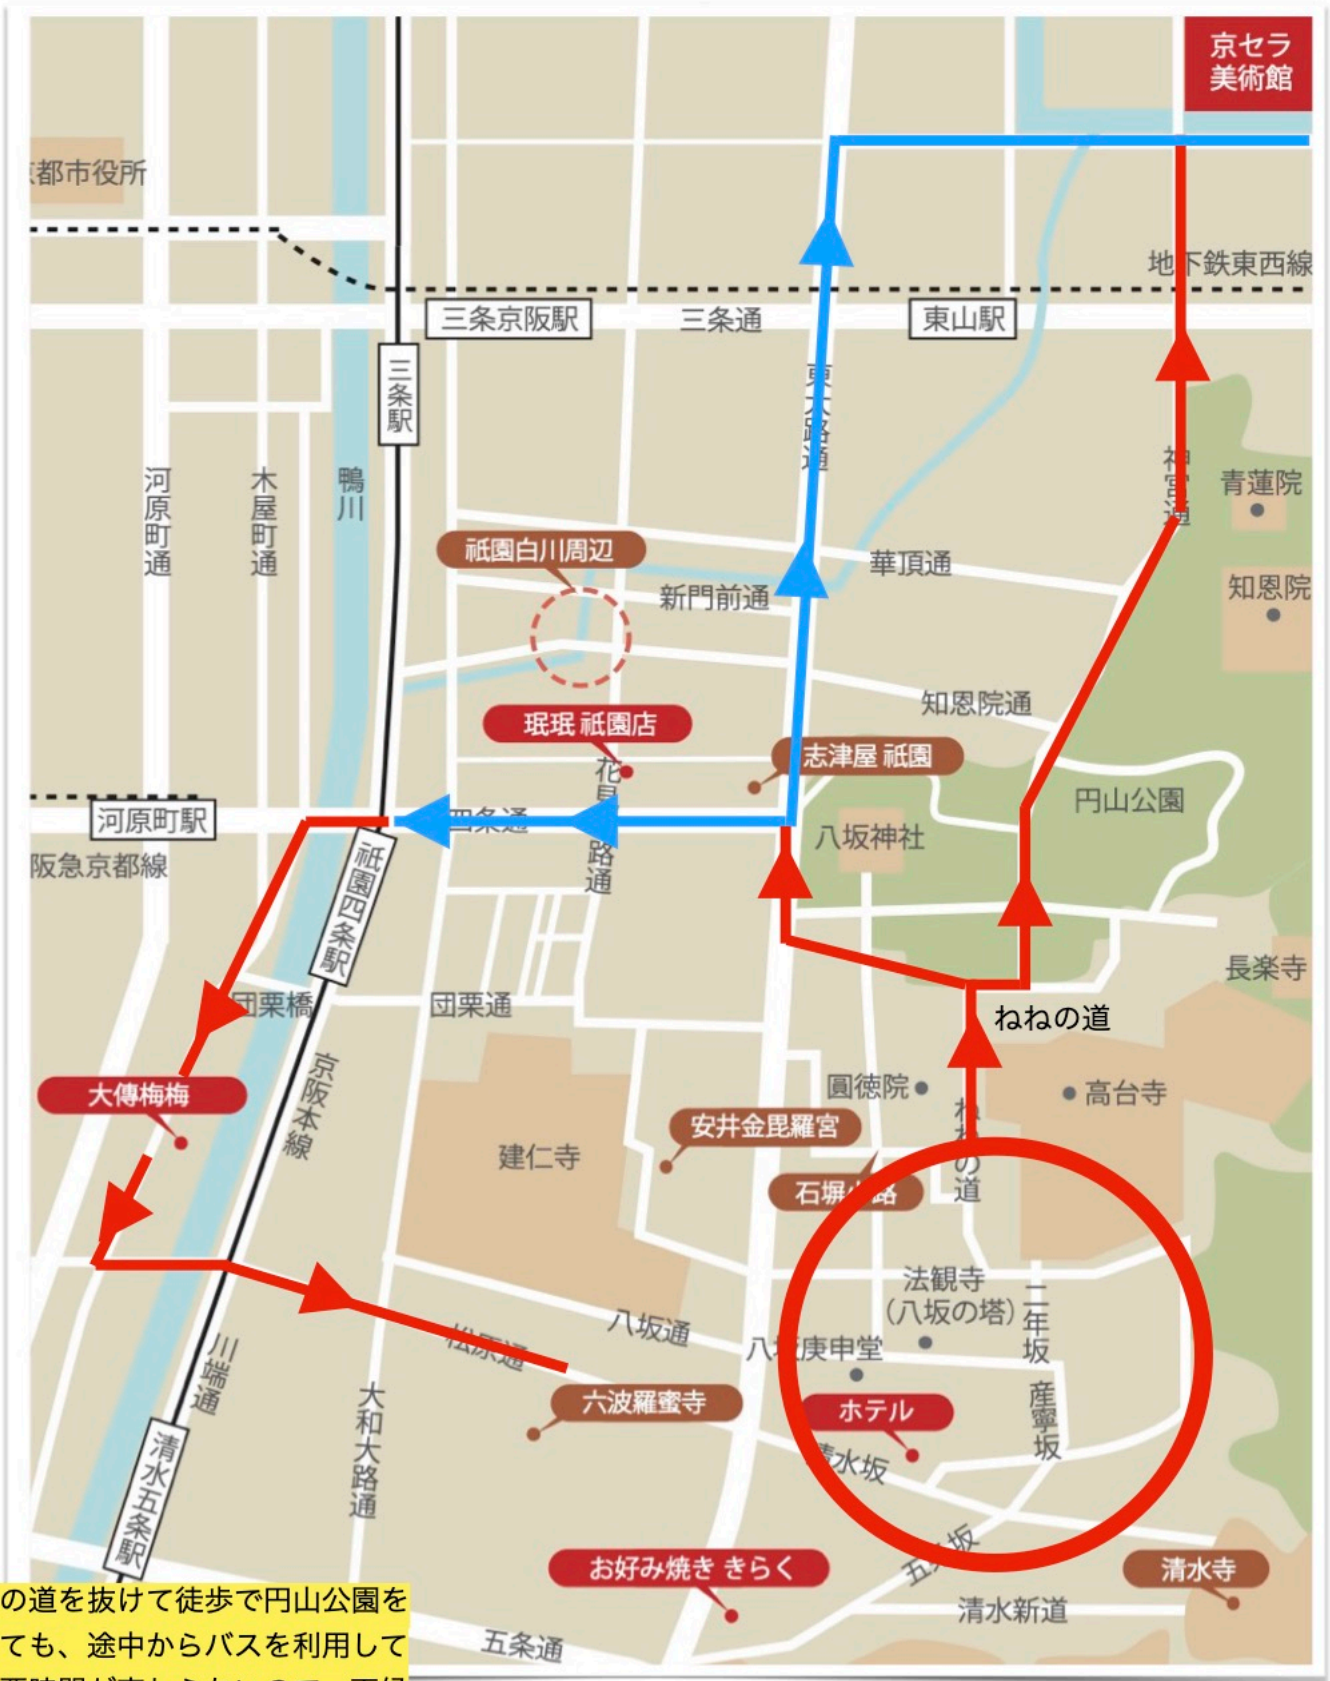 京セラ
美術館
都市役所
地下鉄東西線
三条京阪駅
三条通
東山駅
三条駅
東大路通
河原町通
木屋町通
鴨川
神宮通
青蓮院
祇園白川周辺
華頂通
新門前通
知恩院
知恩院通
珉珉 祇園店
志津屋 祇園
円山公園
河原町駅
四条通
路通
八坂神社
阪急京都線
祇園四条駅
長楽寺
団栗橋
団栗通
ねねの道
京阪本線
大傳梅梅
圓徳院
高台寺
安井金毘羅宮
ねねの道
建仁寺
石塀小路
法観寺
(八坂の塔)
二年坂
八坂通
八坂庚申堂
松原通
川端通
産寧坂
大和大路通
六波羅蜜寺
ホテル
清水坂
清水五条駅
五条坂
お好み焼き きらく
清水寺
の道を抜けて徒歩で円山公園を
清水新道
五条通
ても、途中からバスを利用して